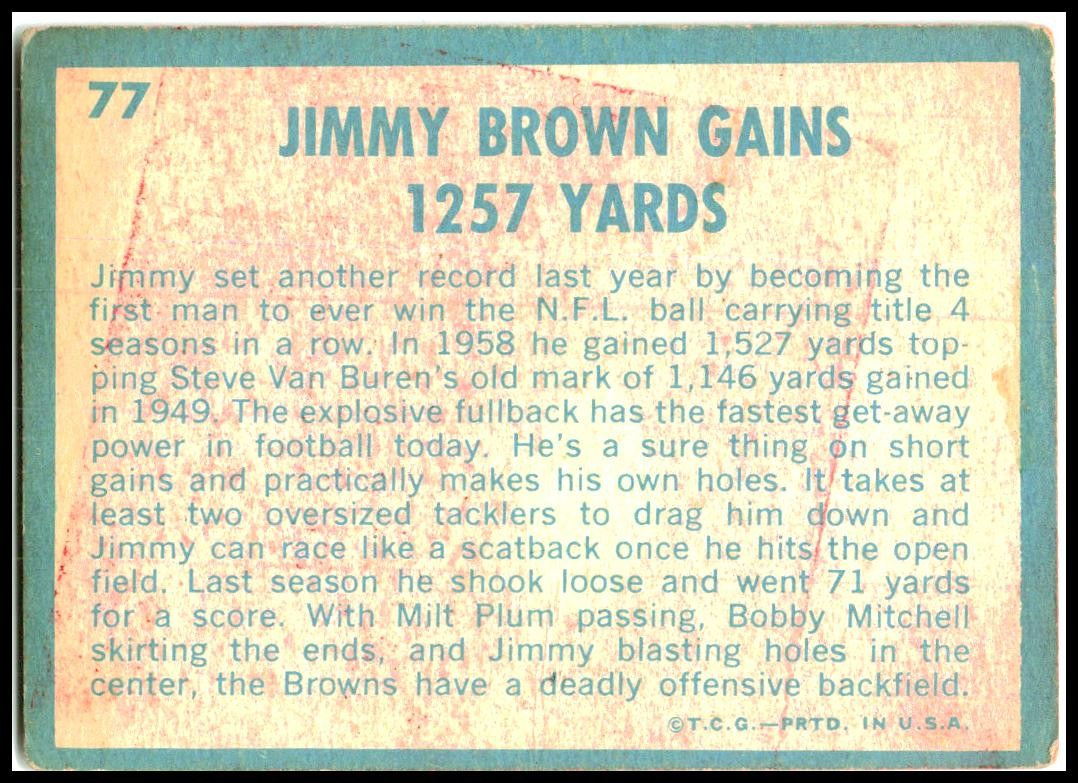 77
JIMMY BROWN GAINS
1257 YARDS
Jimmy set another record last year by becoming the
first man to ever win the N.F.L. ball carrying title 4
seasons in a row. In 1958 he gained 1,527 yards top-
ping Steve Van Buren's old mark of 1,146 yards gained
in 1949. The explosive fullback has the fastest get-away
power in football today. He's a sure thing on short
gains and practically makes his own holes. It takes at
least two oversized tacklers to drag him down and
Jimmy can race like a scatback once he hits the open
field. Last season he shook loose and went 71 yards
for a score. With Milt Plum passing, Bobby Mitchell
skirting the ends, and Jimmy blasting holes in the
center, the Browns have a deadly offensive backfield.
©T.C.G.—PRTD. IN U.S.A.